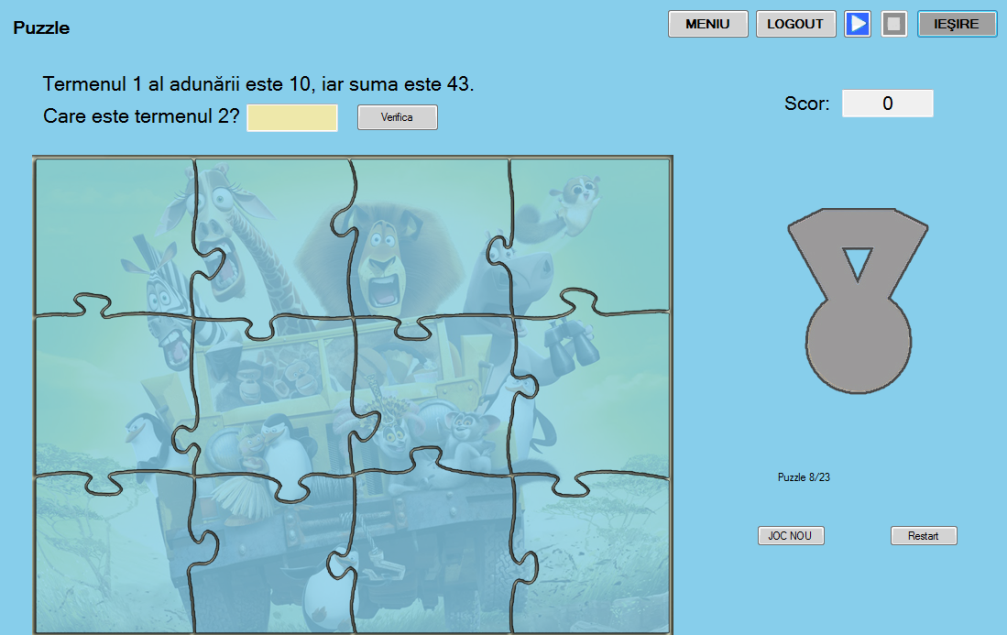 Puzzle
MENIU
LOGOUT
IEŞIRE
Termenul 1 al adunării este 10, iar suma este 43.
Care este termenul 2?
Verifica
Scor: 0
Puzzle 8/23
JOC NOU
Restart